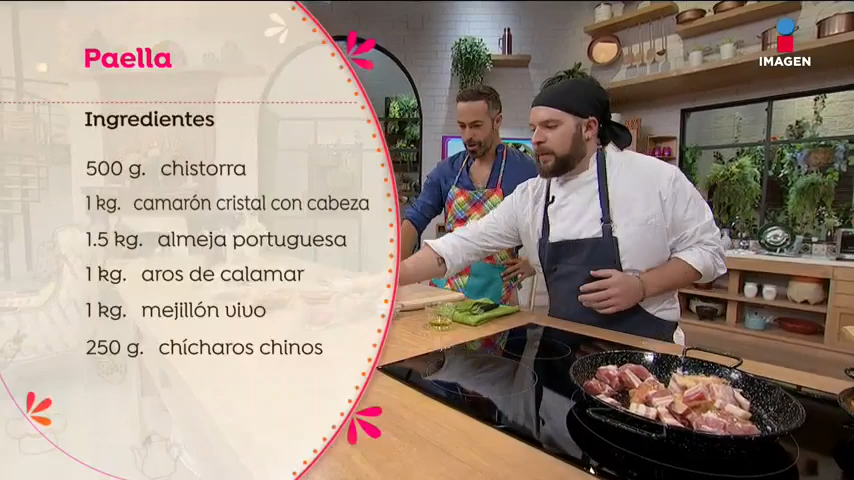 Paella
Ingredientes
500 g. chistorra
1 kg. camarón cristal con cabeza
1.5 kg. almeja portuguesa
1 kg. aros de calamar
1 kg. mejillón vivo
250 g. chícharos chinos
IMAGEN